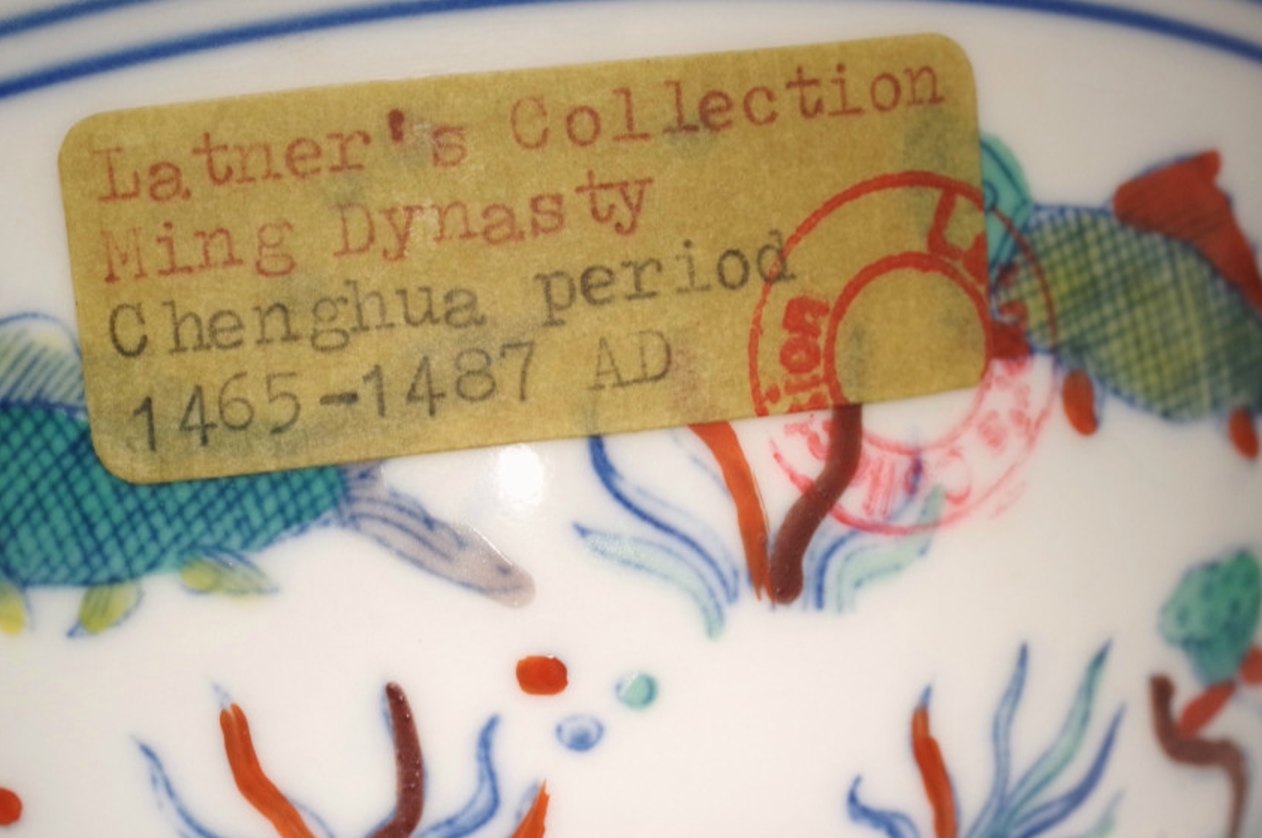 Latner's Collection
Ming Dynasty
Chenghua period
1465-1487 AD